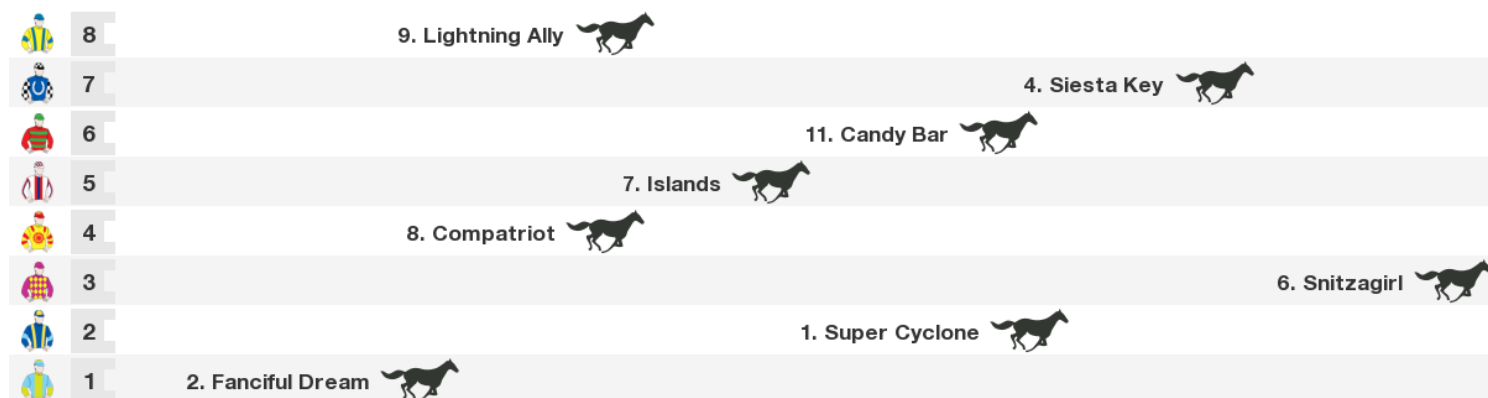 8 9. Lightning Ally
7 4. Siesta Key
6 11. Candy Bar
5 7. Islands
4 8. Compatriot
3 6. Snitzagirl
2 1. Super Cyclone
1 2. Fanciful Dream